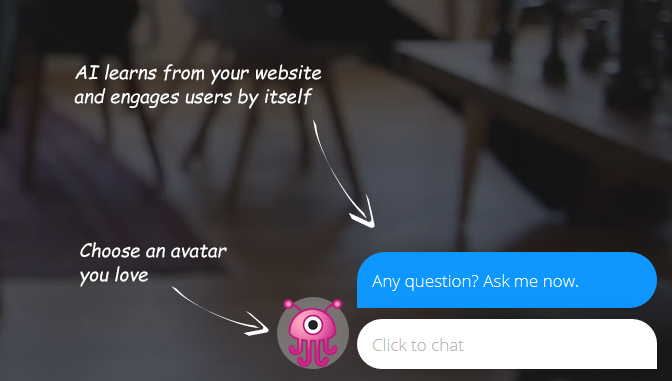 AI learns from your website
and engages users by itself
Choose an avatar
you love
Any question? Ask me now.
Click to chat